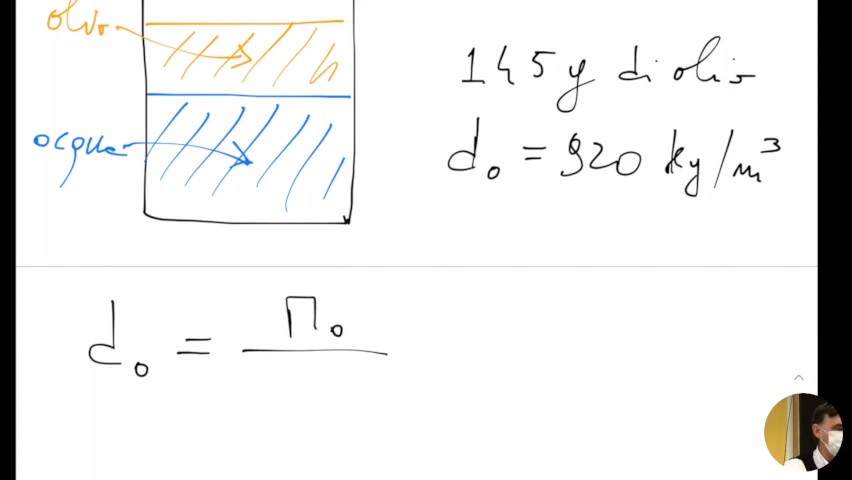 olio
145 g di olio
acqua
d₀ = 920 kg/m³
d₀ = M₀